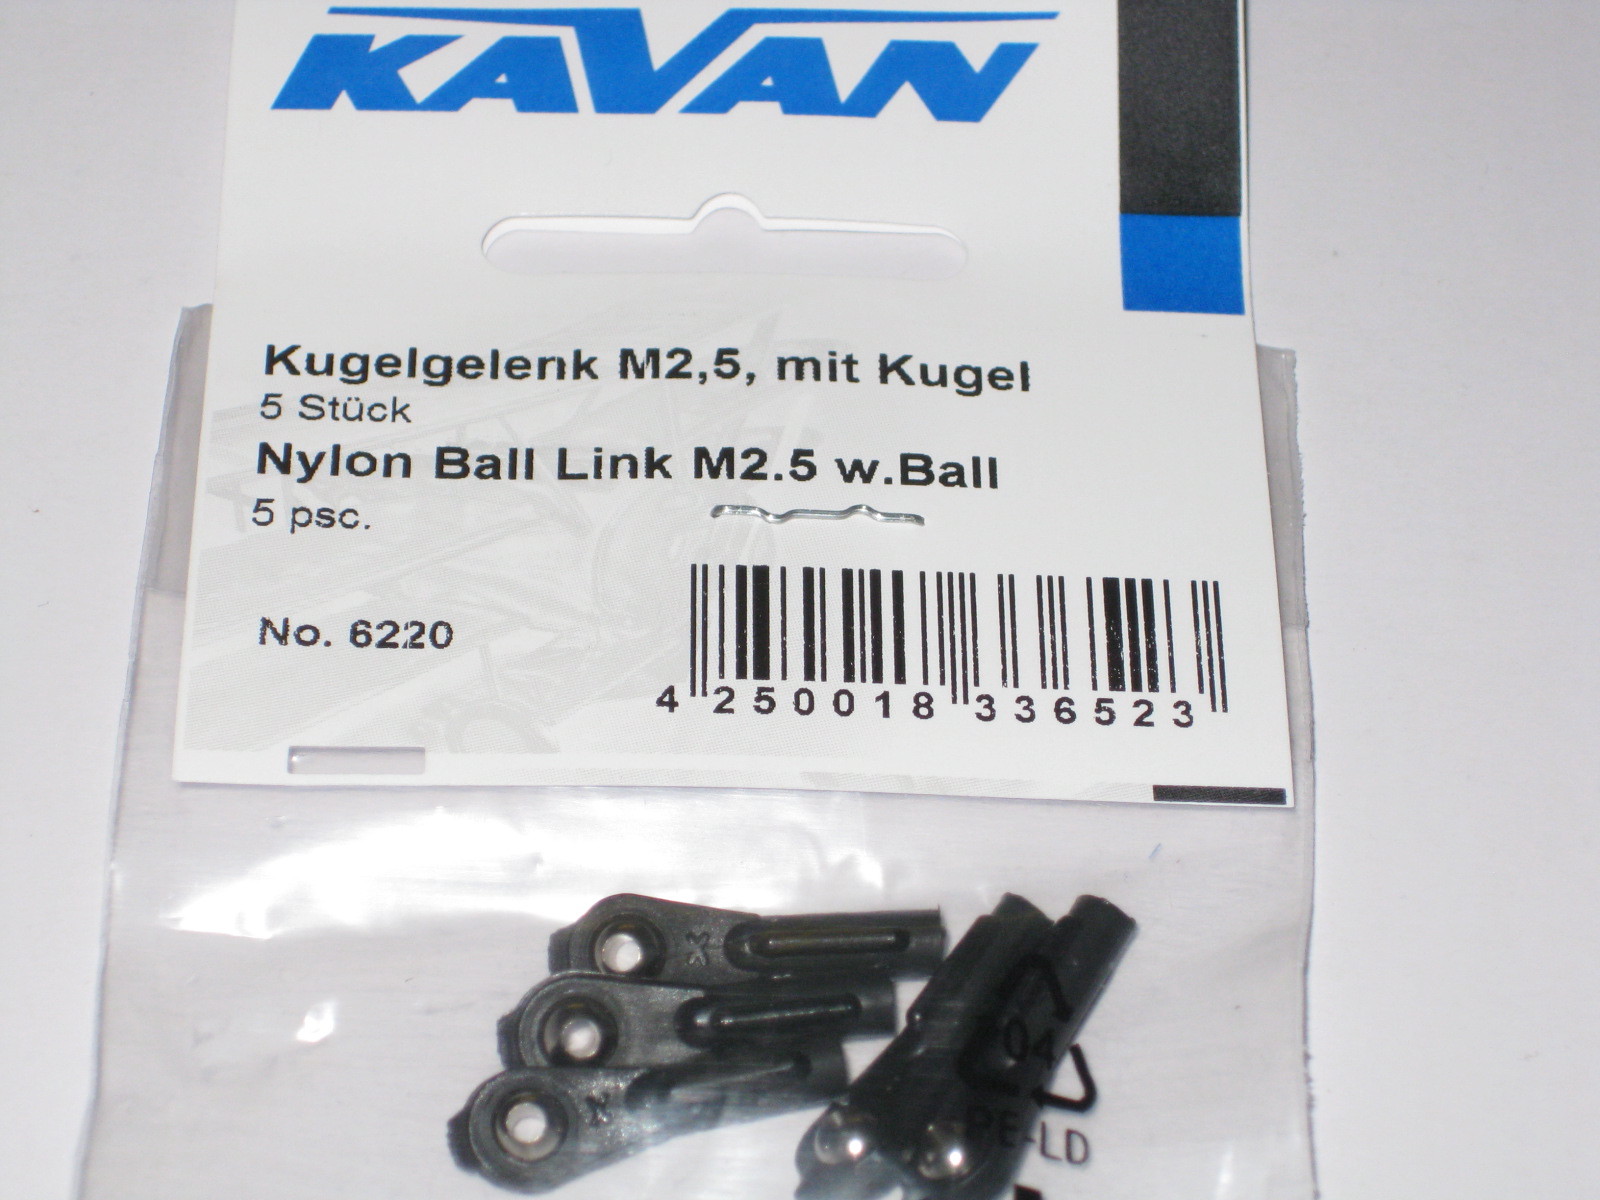 KAVAN
Kugelgelenk M2,5, mit Kugel
5 Stück
Nylon Ball Link M2.5 w.Ball
5 psc.
No. 6220
4 250018 336523
04
PE-LD